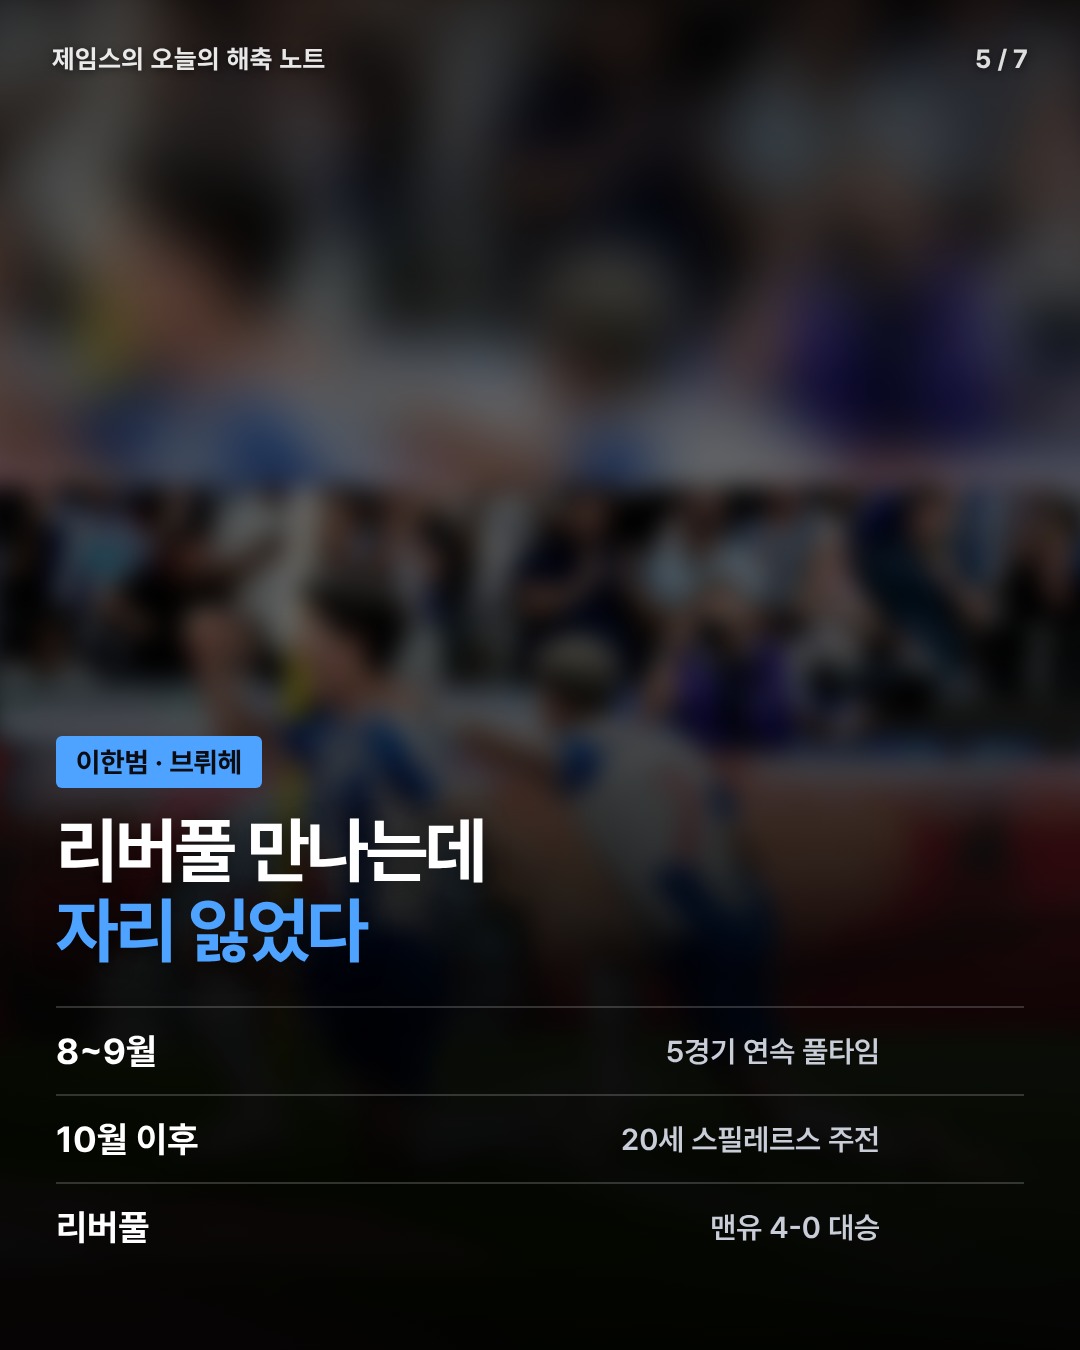 제임스의 오늘의 해축 노트
5 / 7
이한범 · 브뤼헤
리버풀 만나는데
자리 잃었다
8~9월 5경기 연속 풀타임
10월 이후 20세 스필레르스 주전
리버풀 맨유 4-0 대승